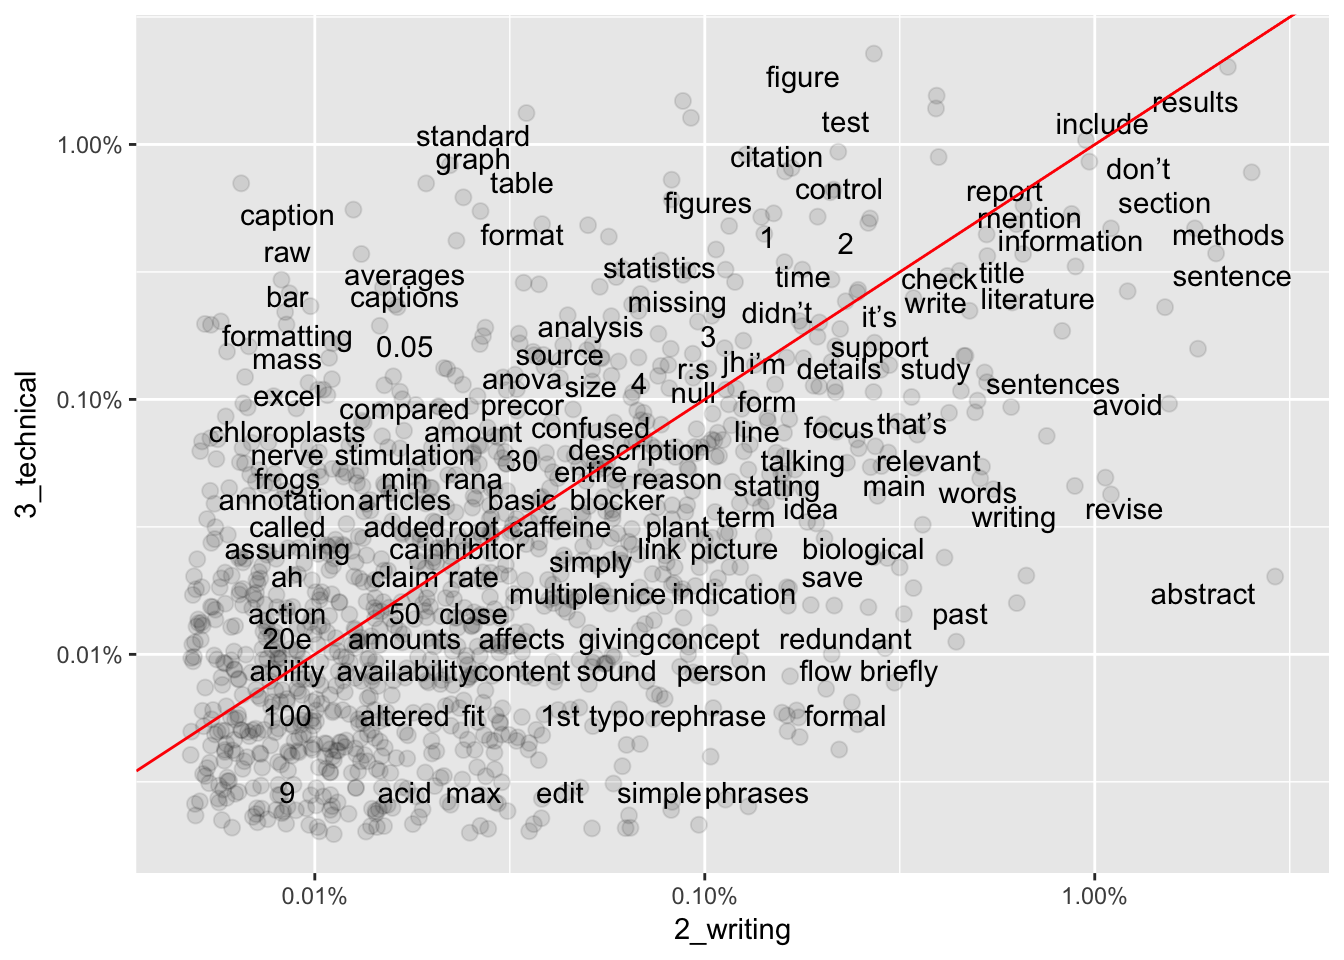 figure
results
test
include
1.00%
standard
citation
graph
don't
table
control
report
figures
section
caption
mention
format
1
2
information
methods
raw
statistics
averages
time
check
title
sentence
bar
captions
missing
write
literature
didn't
it's
analysis
formatting
3
0.05
support
mass
source
r:s
jh
i'm
details
study
anova
size
4
sentences
excel
null
0.10%
compared
precor
form
avoid
chloroplasts
amount
confused
line
focus
that's
nerve
stimulation
30
description
talking
relevant
frogs
min
rana
entire
reason
stating
main
words
annotation
articles
basic
blocker
term
idea
writing
revise
called
added
root
caffeine
plant
assuming
ca
inhibitor
link
picture
biological
simply
ah
claim
rate
save
multiple
nice
indication
abstract
action
50
close
past
20e
amounts
affects
giving
concept
redundant
0.01%
ability
availability
content
sound
person
flow
briefly
100
altered
fit
1st
typo
rephrase
formal
9
acid
max
edit
simple
phrases
3_technical
0.01%
0.10%
1.00%
2_writing